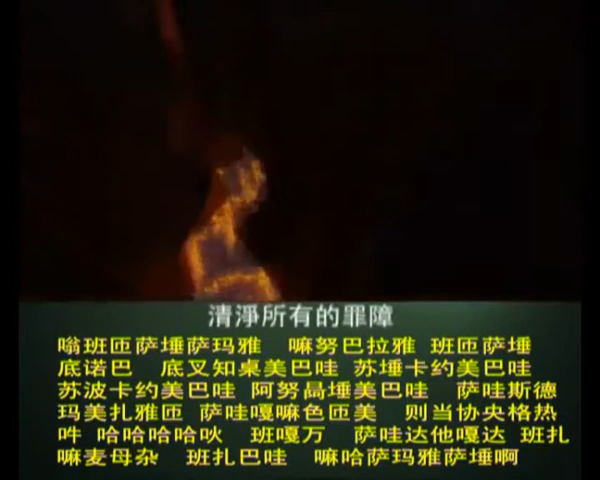 清淨所有的罪障
嗡班匝萨埵萨玛雅 嘛努巴拉雅 班匝萨埵
底诺巴 底叉知桌美巴哇 苏埵卡约美巴哇
苏波卡约美巴哇 阿努埵美巴哇 萨哇斯德
玛美扎雅匝 萨哇嘎嘛色匝美 则当协央格热
吽 哈哈哈哈伙 班嘎万 萨哇达他嘎达 班扎
嘛麦母杂 班扎巴哇 嘛哈萨玛雅萨埵啊